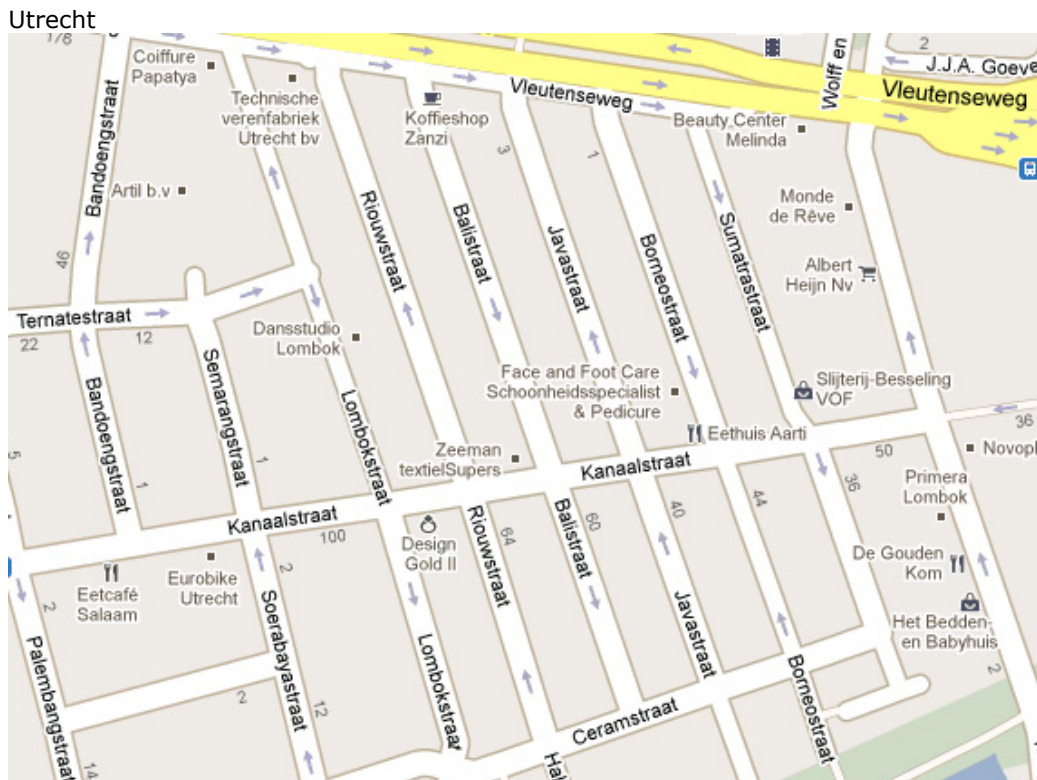 Utrecht
178
Coiffure
Papatya
Technische
verenfabriek
Utrecht bv
Koffieshop
Zanzi
Vleutenseweg
Beauty Center
Melinda
Wolff en
2
J.J.A. Goeve
Vleutenseweg
Bandoengstraat
Artil b.v
46
Riouwstraat
Balistraat
3
Javastraat
1
Borneostraat
Sumatrastraat
Monde
de Rêve
Albert
Heijn Nv
Ternatestraat
22
12
Dansstudio
Lombok
Semarangstraat
Bandoengstraat
Lombokstraat
5
1
1
Face and Foot Care
Schoonheidsspecialist
& Pedicure
Slijterij-Besseling
VOF
Eethuis Aarti
Zeeman
textielSupers
Kanaalstraat
50
36
36
Novopl
Primera
Lombok
Kanaalstraat
100
Design
Gold II
Riouwstraat
64
Balistraat
60
40
44
Eetcafé
Salaam
Eurobike
Utrecht
2
2
De Gouden
Kom
Het Bedden-
en Babyhuis
2
Palembangstraat
Soerabayastraat
Lombokstraat
Javastraat
Borneostraat
2
12
14
Ceramstraat
Hal